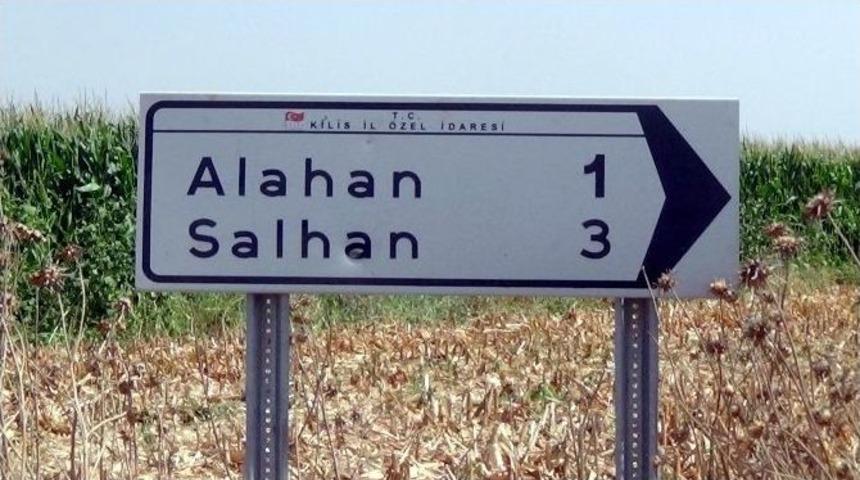 T.C.
KİLİS İL ÖZEL İDARESİ
Alahan 1
Salhan 3